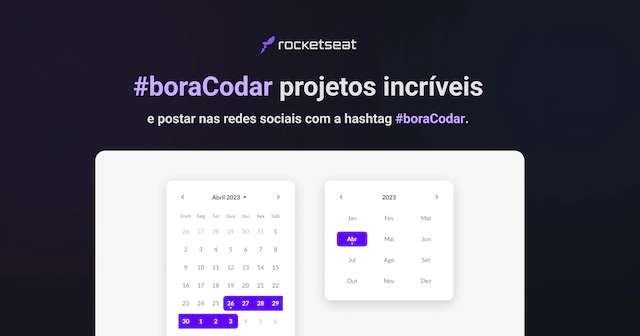 rocketseat
#boraCodar projetos incríveis
e postar nas redes sociais com a hashtag #boraCodar.
Abril 2023
Dom Seg Ter Qua Qui Sex Sáb
26 27 28 29 30 31 1
2 3 4 5 6 7 8
9 10 11 12 13 14 15
16 17 18 19 20 21 22
23 24 25 26 27 28 29
30 1 2 3 4 5 6
2023
Jan Fev Mar
Abr Mai Jun
Jul Ago Set
Out Nov Dez